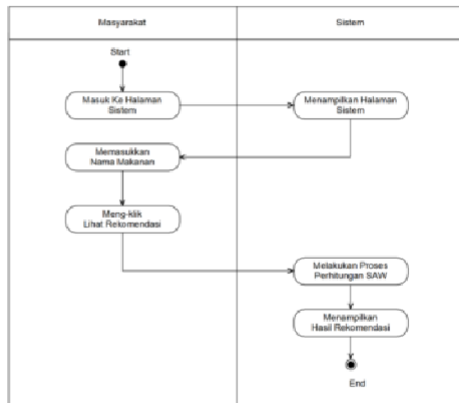 Masyarakat
Sistem
Start
Masuk Ke Halaman
Sistem
Menampilkan Halaman
Sistem
Memasukkan
Nama Makanan
Meng-klik
Lihat Rekomendasi
Melakukan Proses
Perhitungan SAW
Menampilkan
Hasil Rekomendasi
End